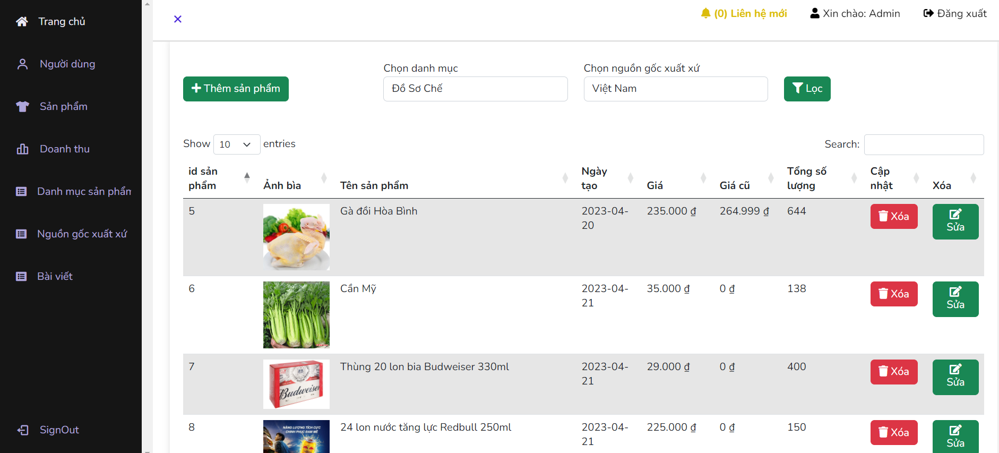 Trang chủ
Người dùng
Sản phẩm
Doanh thu
Danh mục sản phẩm
Nguồn gốc xuất xứ
Bài viết
SignOut
(0) Liên hệ mới
Xin chào: Admin
Đăng xuất
Thêm sản phẩm
Chọn danh mục
Đồ Sơ Chế
Chọn nguồn gốc xuất xứ
Việt Nam
Lọc
Show 10 entries
Search:
id sản phẩm
Ảnh bìa
Tên sản phẩm
Ngày tạo
Giá
Giá cũ
Tổng số lượng
Cập nhật
Xóa
5
Gà đồi Hòa Bình
2023-04-
20
235.000 ₫
264.999 ₫
644
Xóa
Sửa
6
Cần Mỹ
2023-04-
21
35.000 ₫
0 ₫
138
Xóa
Sửa
7
Budweiser
Thùng 20 lon bia Budweiser 330ml
2023-04-
21
29.000 ₫
0 ₫
400
Xóa
Sửa
8
NĂNG LƯỢNG TÍCH CỰC
CHINH PHỤC ĐAM MÊ
24 lon nước tăng lực Redbull 250ml
2023-04-
21
225.000 ₫
0 ₫
150
Xóa
Sửa